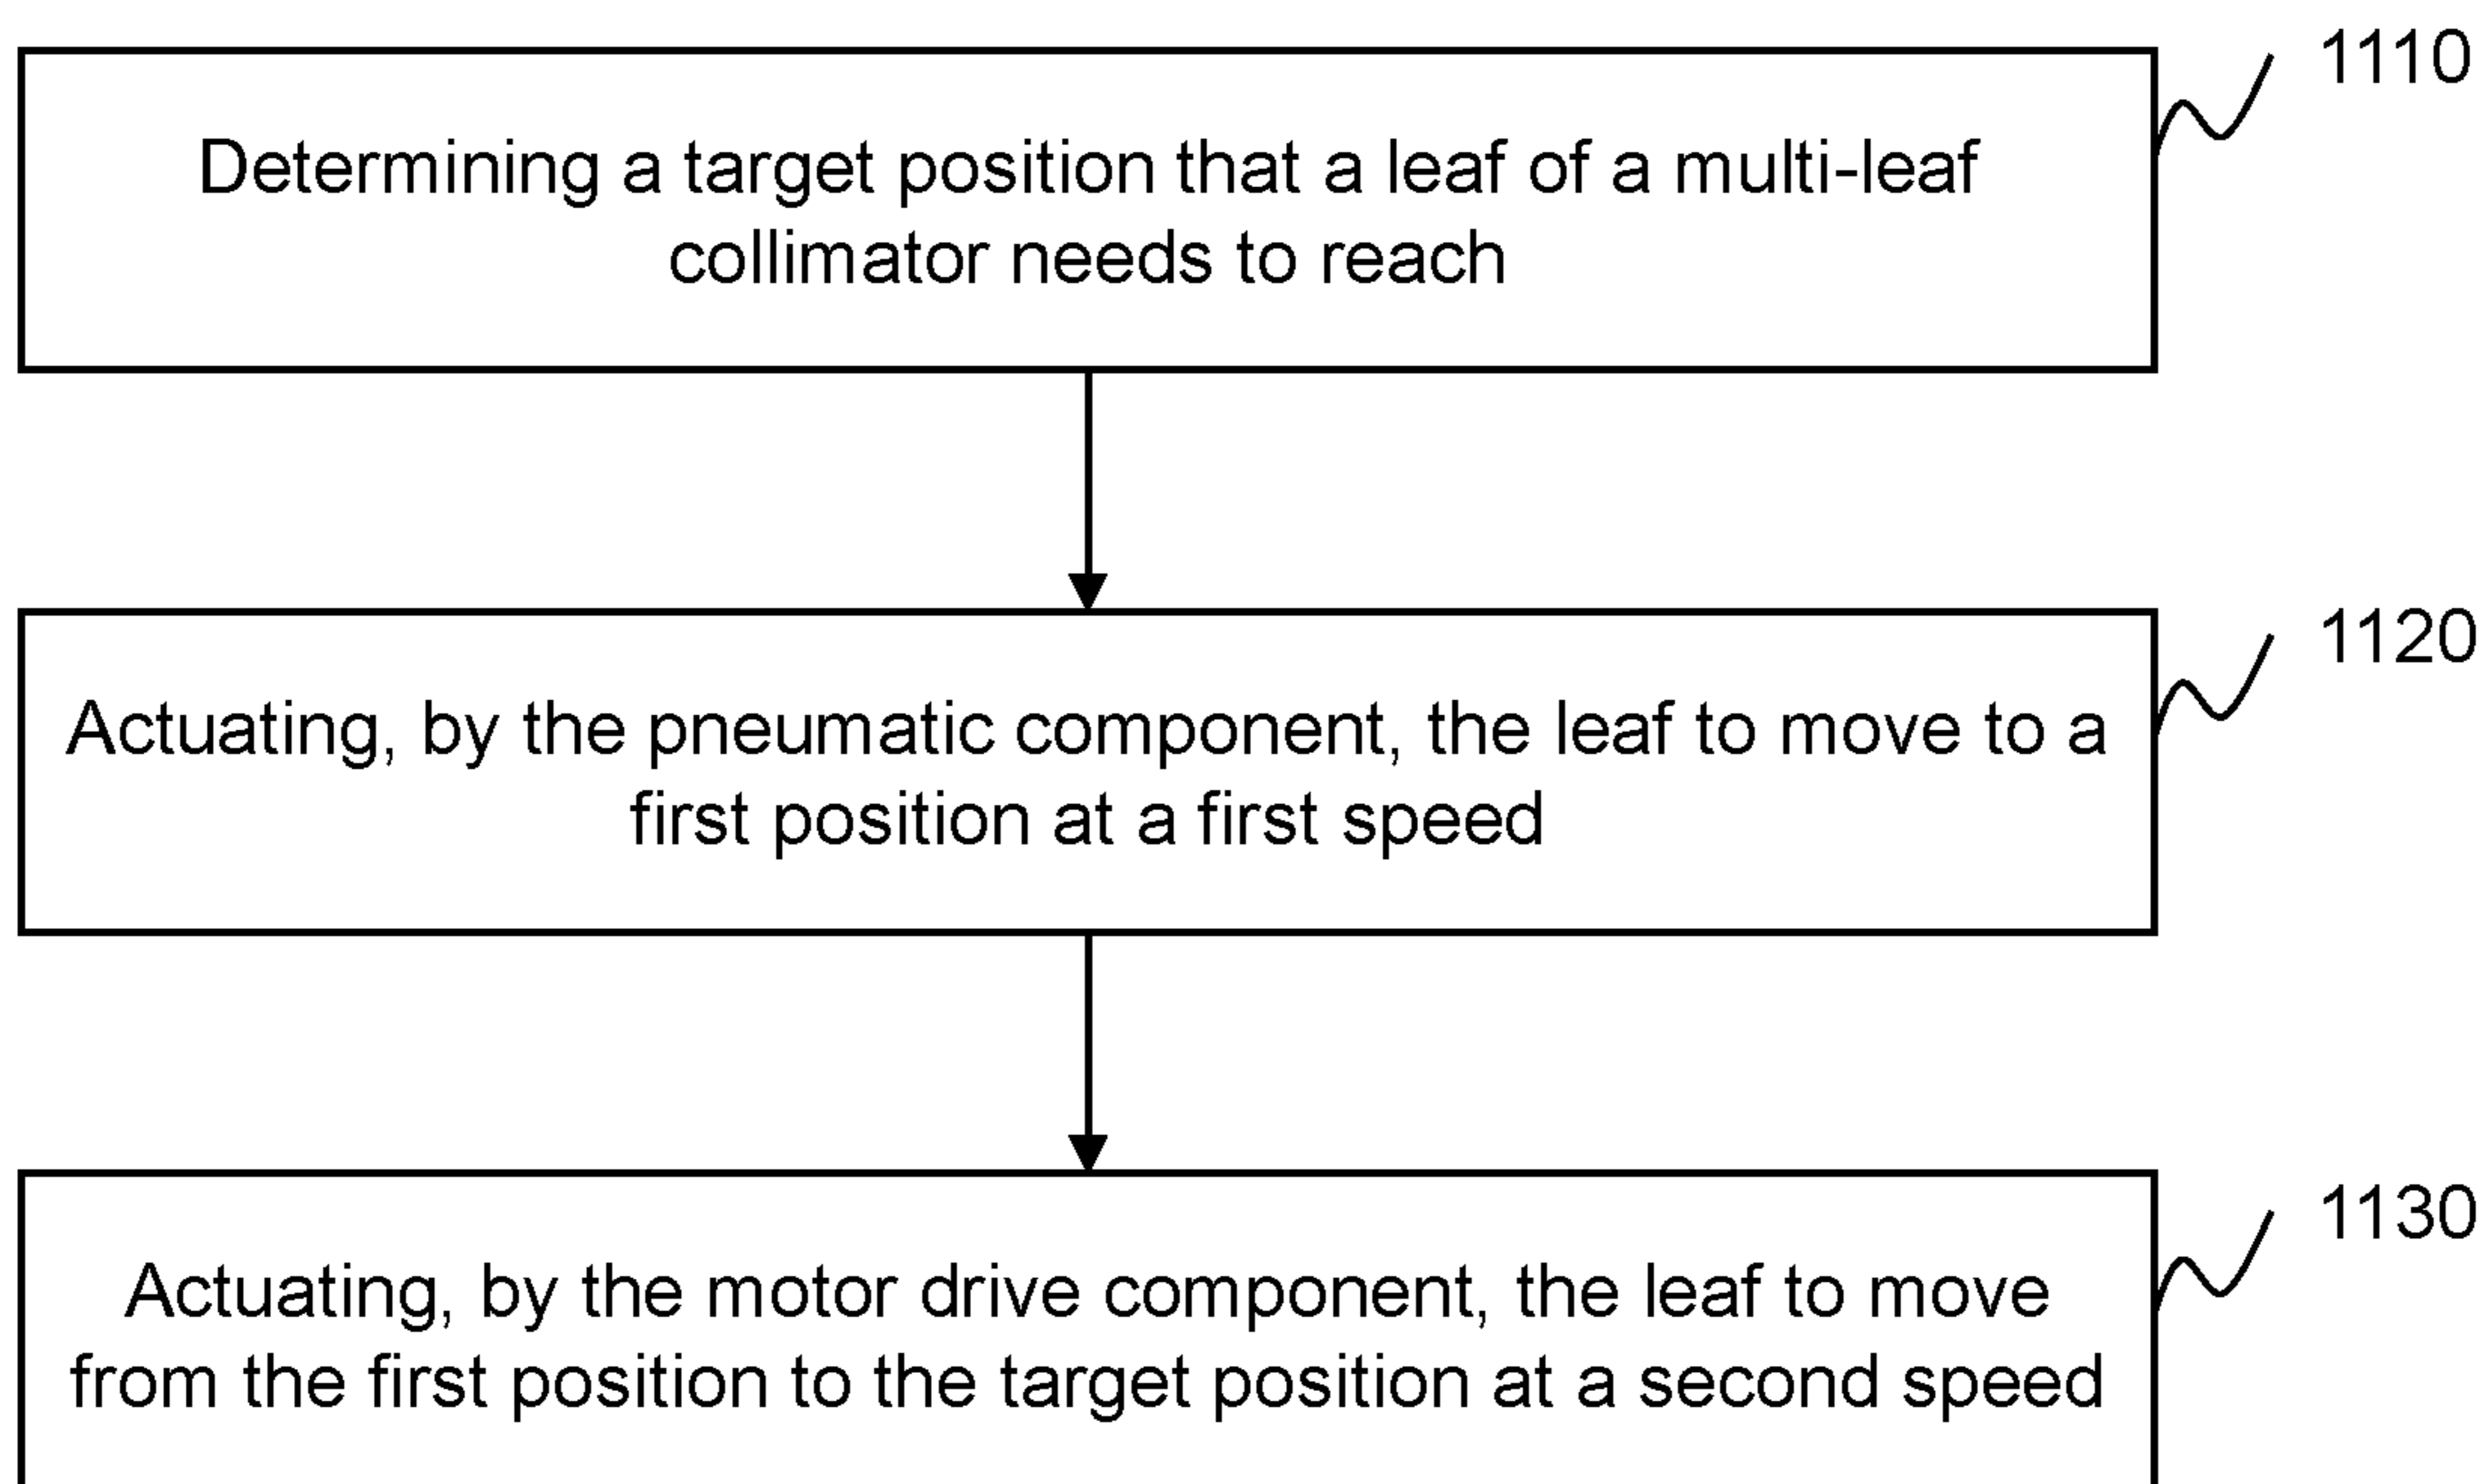 1110
Determining a target position that a leaf of a multi-leaf
collimator needs to reach
1120
Actuating, by the pneumatic component, the leaf to move to a
first position at a first speed
1130
Actuating, by the motor drive component, the leaf to move
from the first position to the target position at a second speed